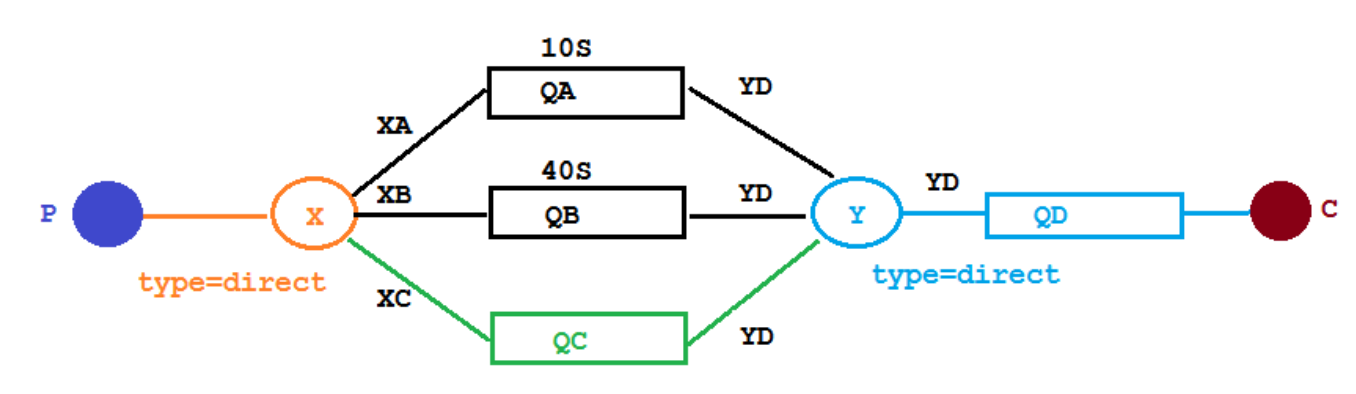 10S
QA
YD
XA
40S
XB
QB
YD
YD
P
X
Y
QD
C
type=direct
type=direct
XC
QC
YD